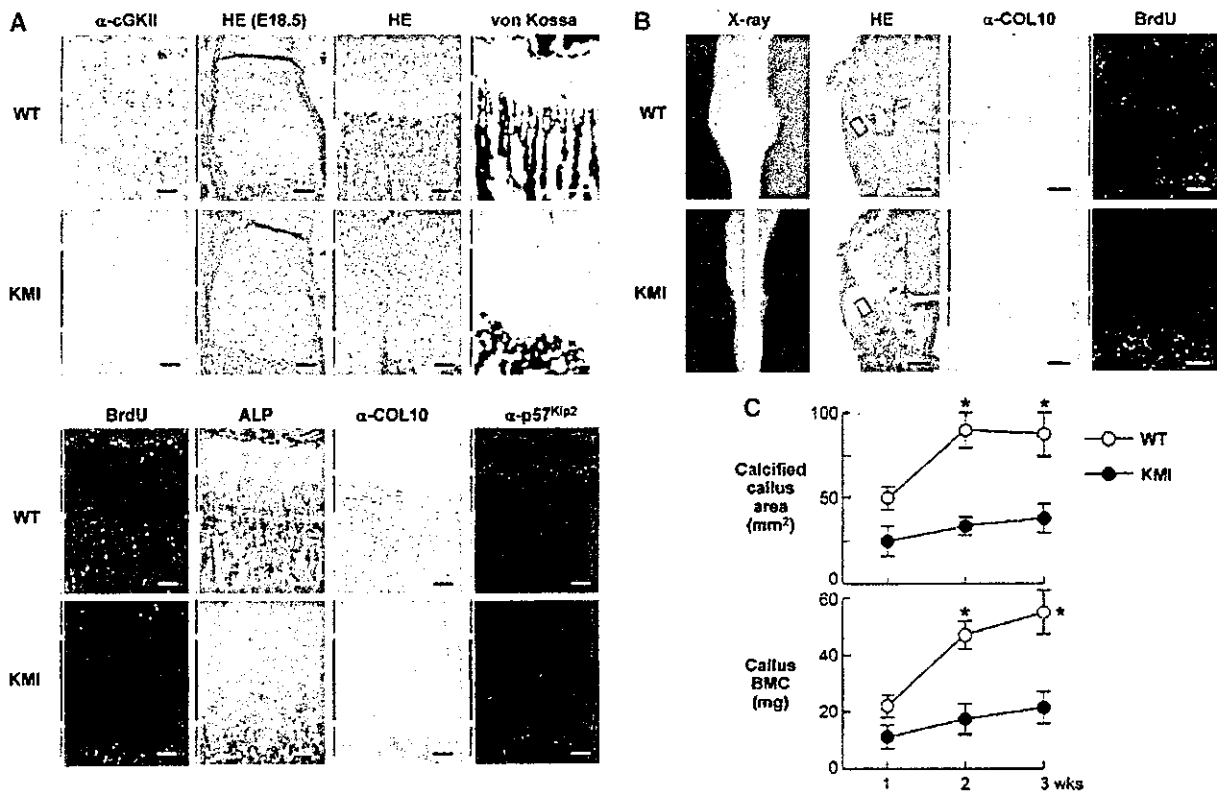 A
α-cGKII HE (E18.5) HE von Kossa
WT
KMI
BrdU ALP α-COL10 α-p57Kip2
WT
KMI
B
X-ray HE α-COL10 BrdU
WT
KMI
C
100
50
0
Calcified
callus
area
(mm2)
* *
WT
KMI
60
40
20
0
Callus
BMC
(mg)
* *
1 2 3 wks